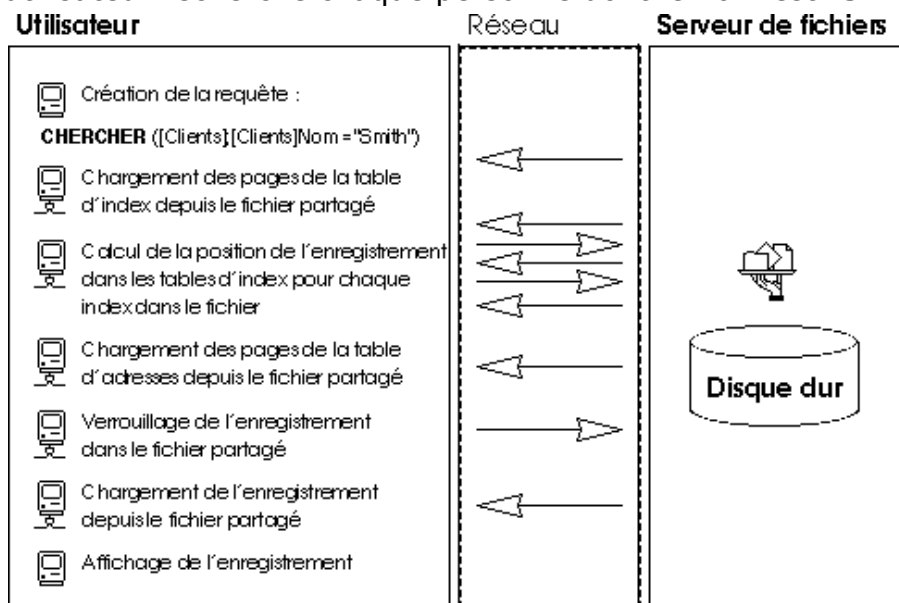 Utilisateur
Réseau
Serveur de fichiers
Création de la requête :
CHERCHER ([Clients];[Clients]Nom ="Smith")
Chargement des pages de la table
d'index depuis le fichier partagé
Calcul de la position de l'enregistrement
dans les tables d'index pour chaque
index dans le fichier
Chargement des pages de la table
d'adresses depuis le fichier partagé
Verrouillage de l'enregistrement
dans le fichier partagé
Chargement de l'enregistrement
depuis le fichier partagé
Affichage de l'enregistrement
Disque dur